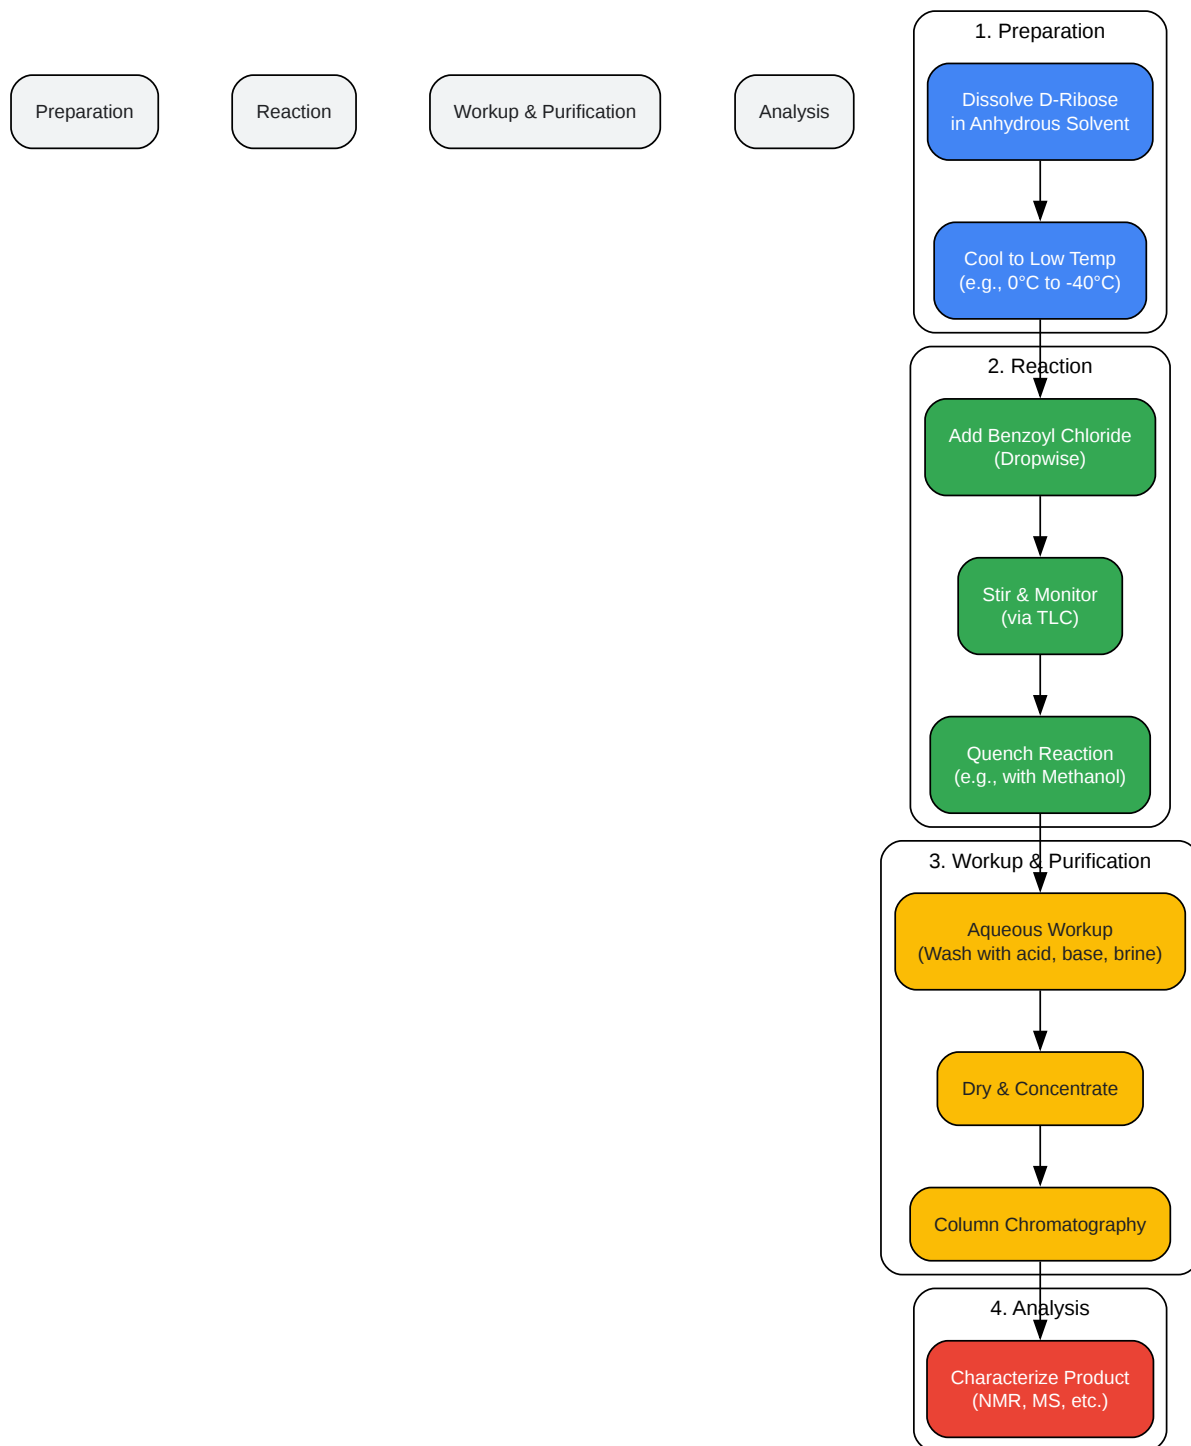 1. Preparation
Preparation
Reaction
Workup & Purification
Analysis
Dissolve D-Ribose
in Anhydrous Solvent
Cool to Low Temp
(e.g., 0°C to -40°C)
2. Reaction
Add Benzoyl Chloride
(Dropwise)
Stir & Monitor
(via TLC)
Quench Reaction
(e.g., with Methanol)
3. Workup & Purification
Aqueous Workup
(Wash with acid, base, brine)
Dry & Concentrate
Column Chromatography
4. Analysis
Characterize Product
(NMR, MS, etc.)